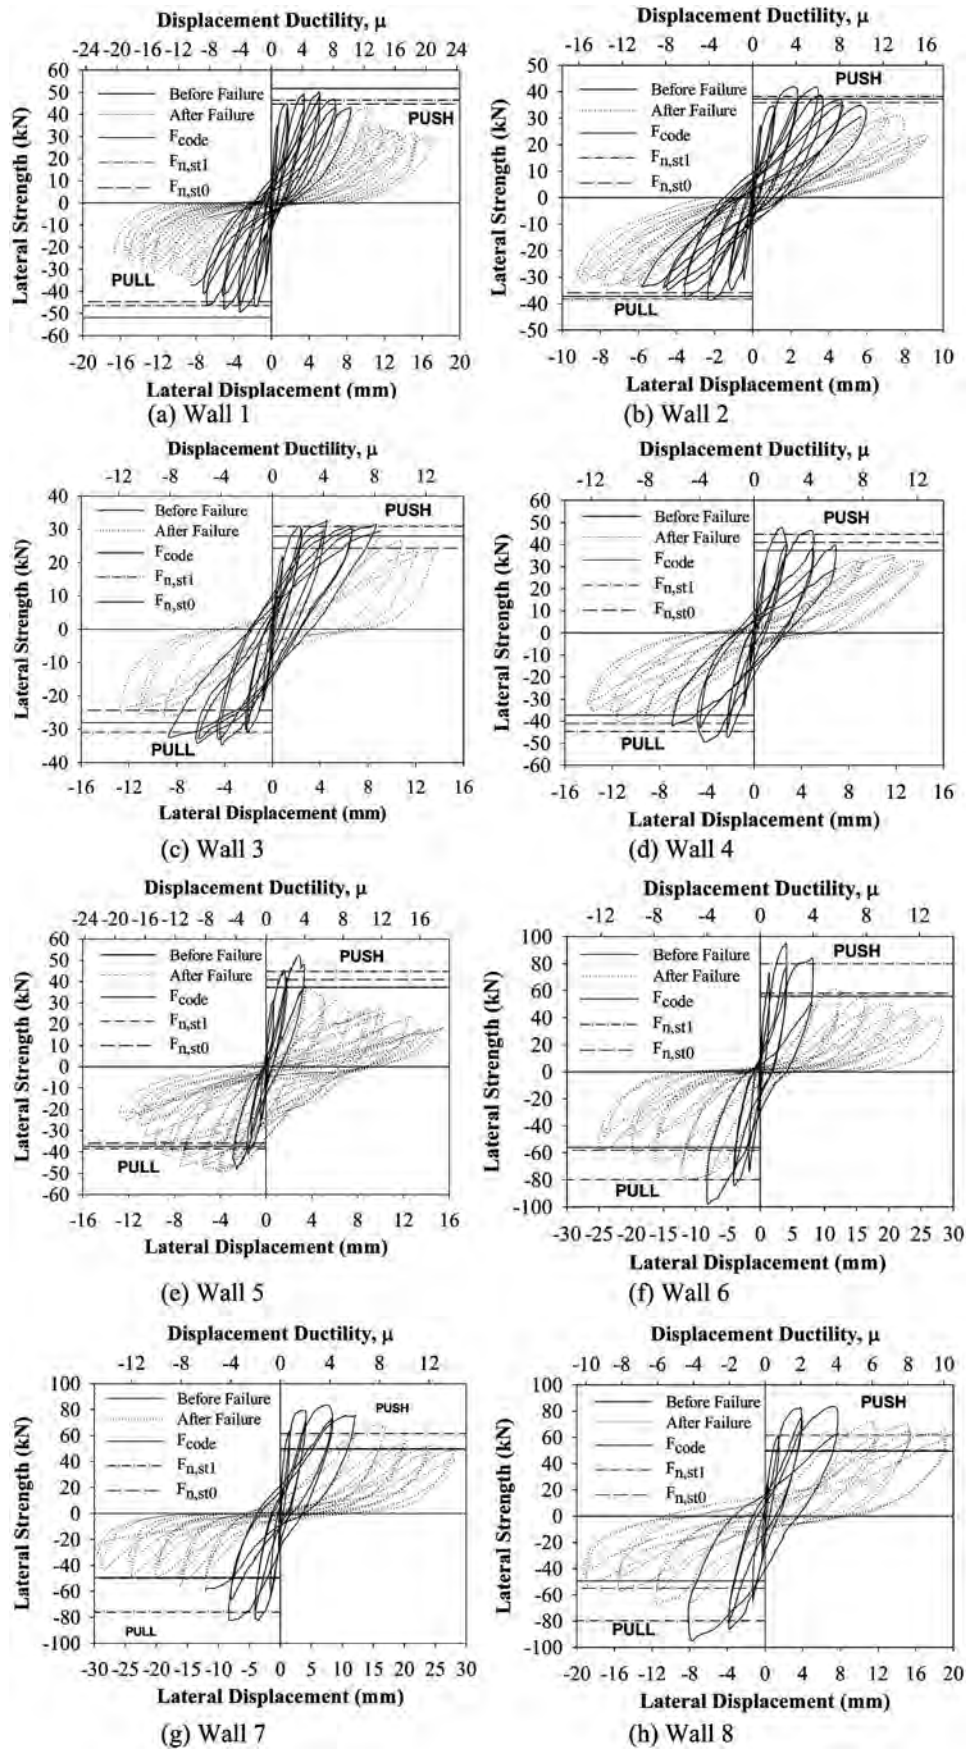 Displacement Ductility, μ
-24 -20 -16 -12 -8 -4 0 4 8 12 16 20 24
60
50
40
30
20
10
0
-10
-20
-30
-40
-50
-60
Lateral Strength (kN)
Before Failure
After Failure
Fcode
Fn,st1
Fn,st0
PUSH
PULL
-20 -16 -12 -8 -4 0 4 8 12 16 20
Lateral Displacement (mm)
(a) Wall 1
Displacement Ductility, μ
-16 -12 -8 -4 0 4 8 12 16
50
40
30
20
10
0
-10
-20
-30
-40
50
Lateral Strength (kN)
Before Failure
After Failure
Fcode
Fn,st1
Fn,st0
PUSH
PULL
-10 -8 -6 -4 -2 0 2 4 6 8 10
Lateral Displacement (mm)
(b) Wall 2
Displacement Ductility, μ
-12 -8 -4 0 4 8 12
40
30
20
10
0
-10
-20
-30
-40
Lateral Strength (kN)
Before Failure
After Failure
Fcode
Fn,st1
Fn,st0
PUSH
PULL
-16 -12 -8 -4 0 4 8 12 16
Lateral Displacement (mm)
(c) Wall 3
Displacement Ductility, μ
-12 -8 -4 0 4 8 12
60
50
40
30
20
10
0
-10
-20
-30
-40
-50
60
Lateral Strength (kN)
Before Failure
After Failure
Fcode
Fn,st1
Fn,st0
PUSH
PULL
-16 -12 -8 -4 0 4 8 12 16
Lateral Displacement (mm)
(d) Wall 4
Displacement Ductility, μ
-24 -20 -16 -12 -8 -4 0 4 8 12 16
60
50
40
30
20
10
0
-10
-20
-30
-40
-50
-60
Lateral Strength (kN)
Before Failure
After Failure
Fcode
Fn,st1
Fn,st0
PUSH
PULL
-16 -12 -8 -4 0 4 8 12 16
Lateral Displacement (mm)
(e) Wall 5
Displacement Ductility, μ
-12 -8 -4 0 4 8 12
100
80
60
40
20
0
-20
-40
-60
-80
-100
Lateral Strength (kN)
Before Failure
After Failure
Fcode
Fn,st1
Fn,st0
PUSH
PULL
-30 -25 -20 -15 -10 -5 0 5 10 15 20 25 30
Lateral Displacement (mm)
(f) Wall 6
Displacement Ductility, μ
-12 -8 -4 0 4 8 12
100
80
60
40
20
0
-20
-40
-60
-80
-100
Lateral Strength (kN)
Before Failure
After Failure
Fcode
Fn,st1
Fn,st0
PUSH
PULL
-30 -25 -20 -15 -10 -5 0 5 10 15 20 25 30
Lateral Displacement (mm)
(g) Wall 7
Displacement Ductility, μ
-10 -8 -6 -4 -2 0 2 4 6 8 10
100
80
60
40
20
0
-20
-40
-60
-80
-100
Lateral Strength (kN)
Before Failure
After Failure
Fcode
Fn,st1
Fn,st0
PUSH
PULL
-20 -16 -12 -8 -4 0 4 8 12 16 20
Lateral Displacement (mm)
(h) Wall 8